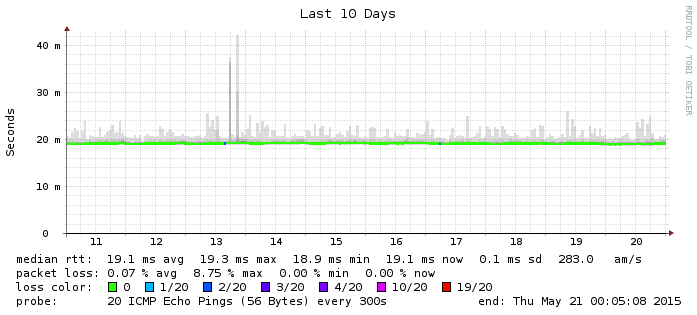 Last 10 Days
RRDTOOL / TOBI OETIKER
Seconds
40 m
30 m
20 m
10 m
0
11 12 13 14 15 16 17 18 19 20
median rtt: 19.1 ms avg 19.3 ms max 18.9 ms min 19.1 ms now 0.1 ms sd 283.0 am/s
packet loss: 0.07 % avg 8.75 % max 0.00 % min 0.00 % now
loss color: 0 1/20 2/20 3/20 4/20 10/20 19/20
probe: 20 ICMP Echo Pings (56 Bytes) every 300s end: Thu May 21 00:05:08 2015